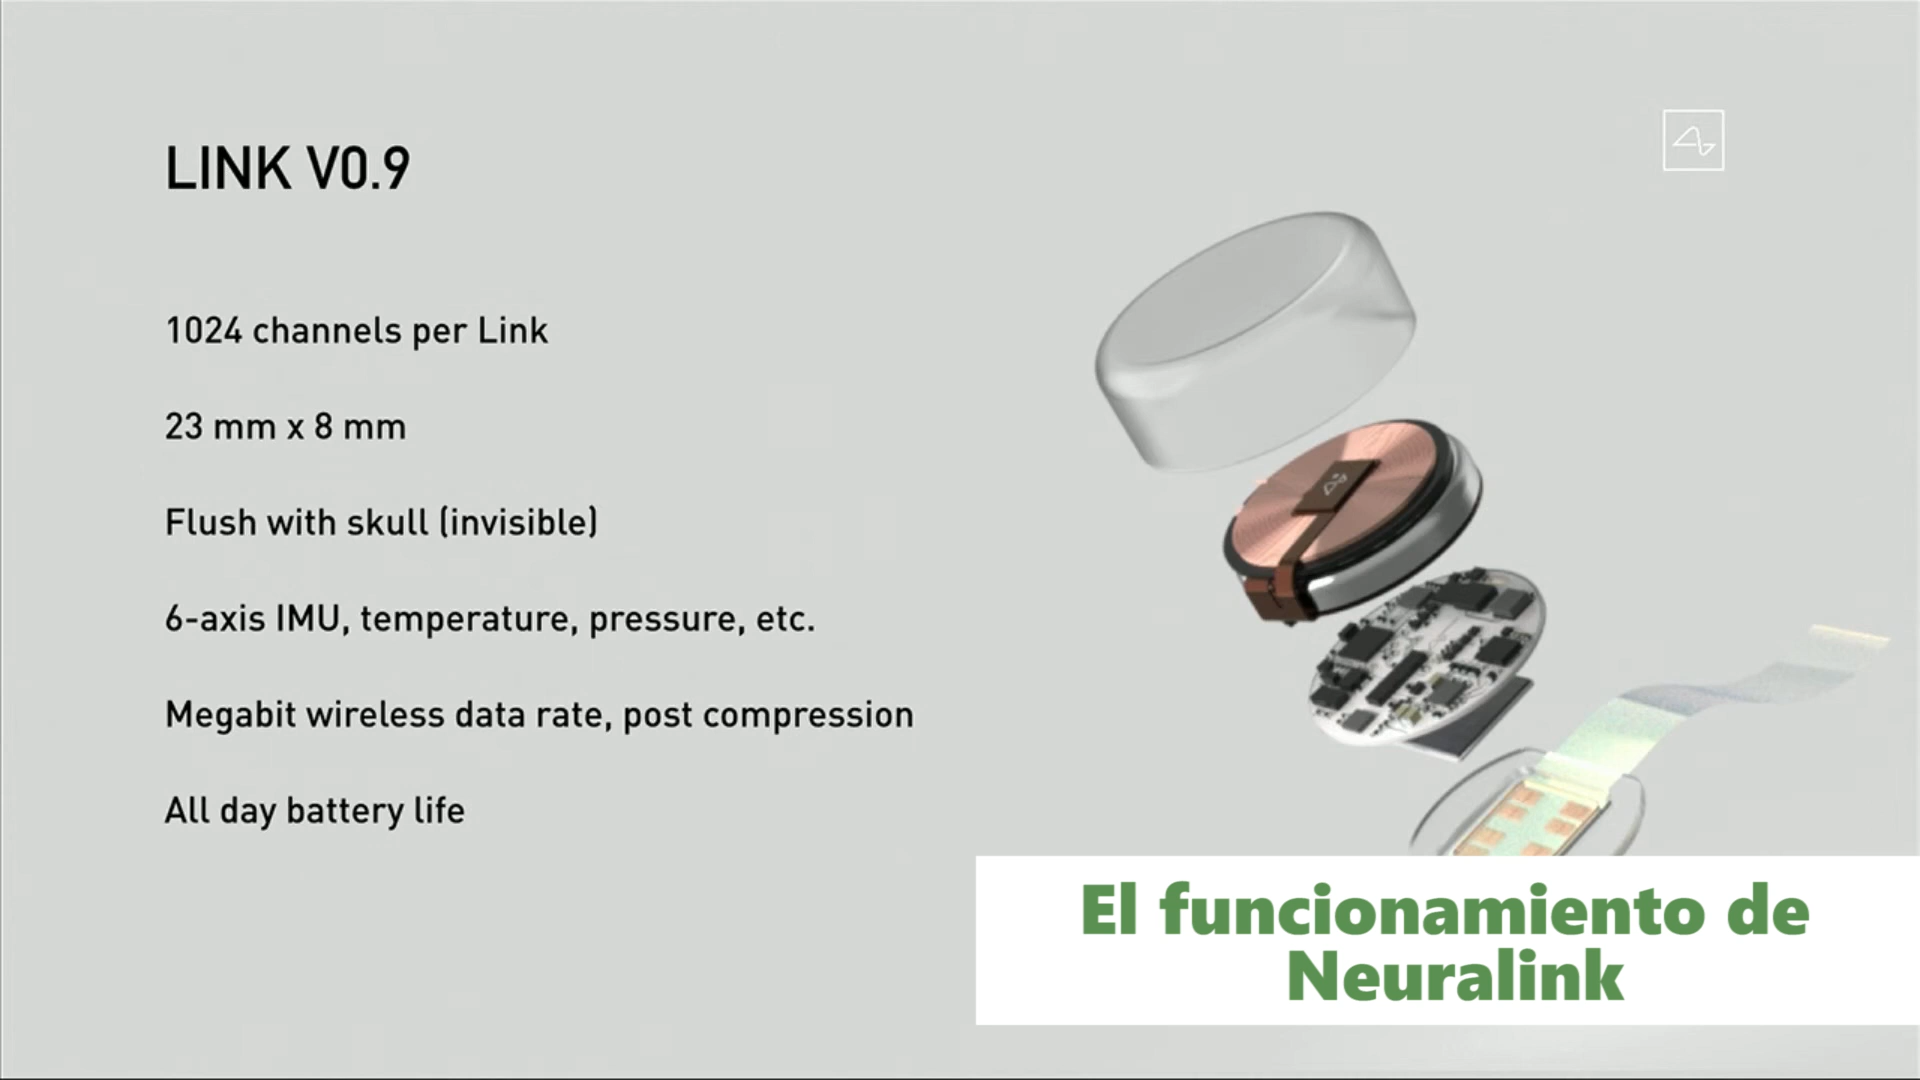 LINK V0.9
1024 channels per Link
23 mm x 8 mm
Flush with skull (invisible)
6-axis IMU, temperature, pressure, etc.
Megabit wireless data rate, post compression
All day battery life
El funcionamiento de
Neuralink